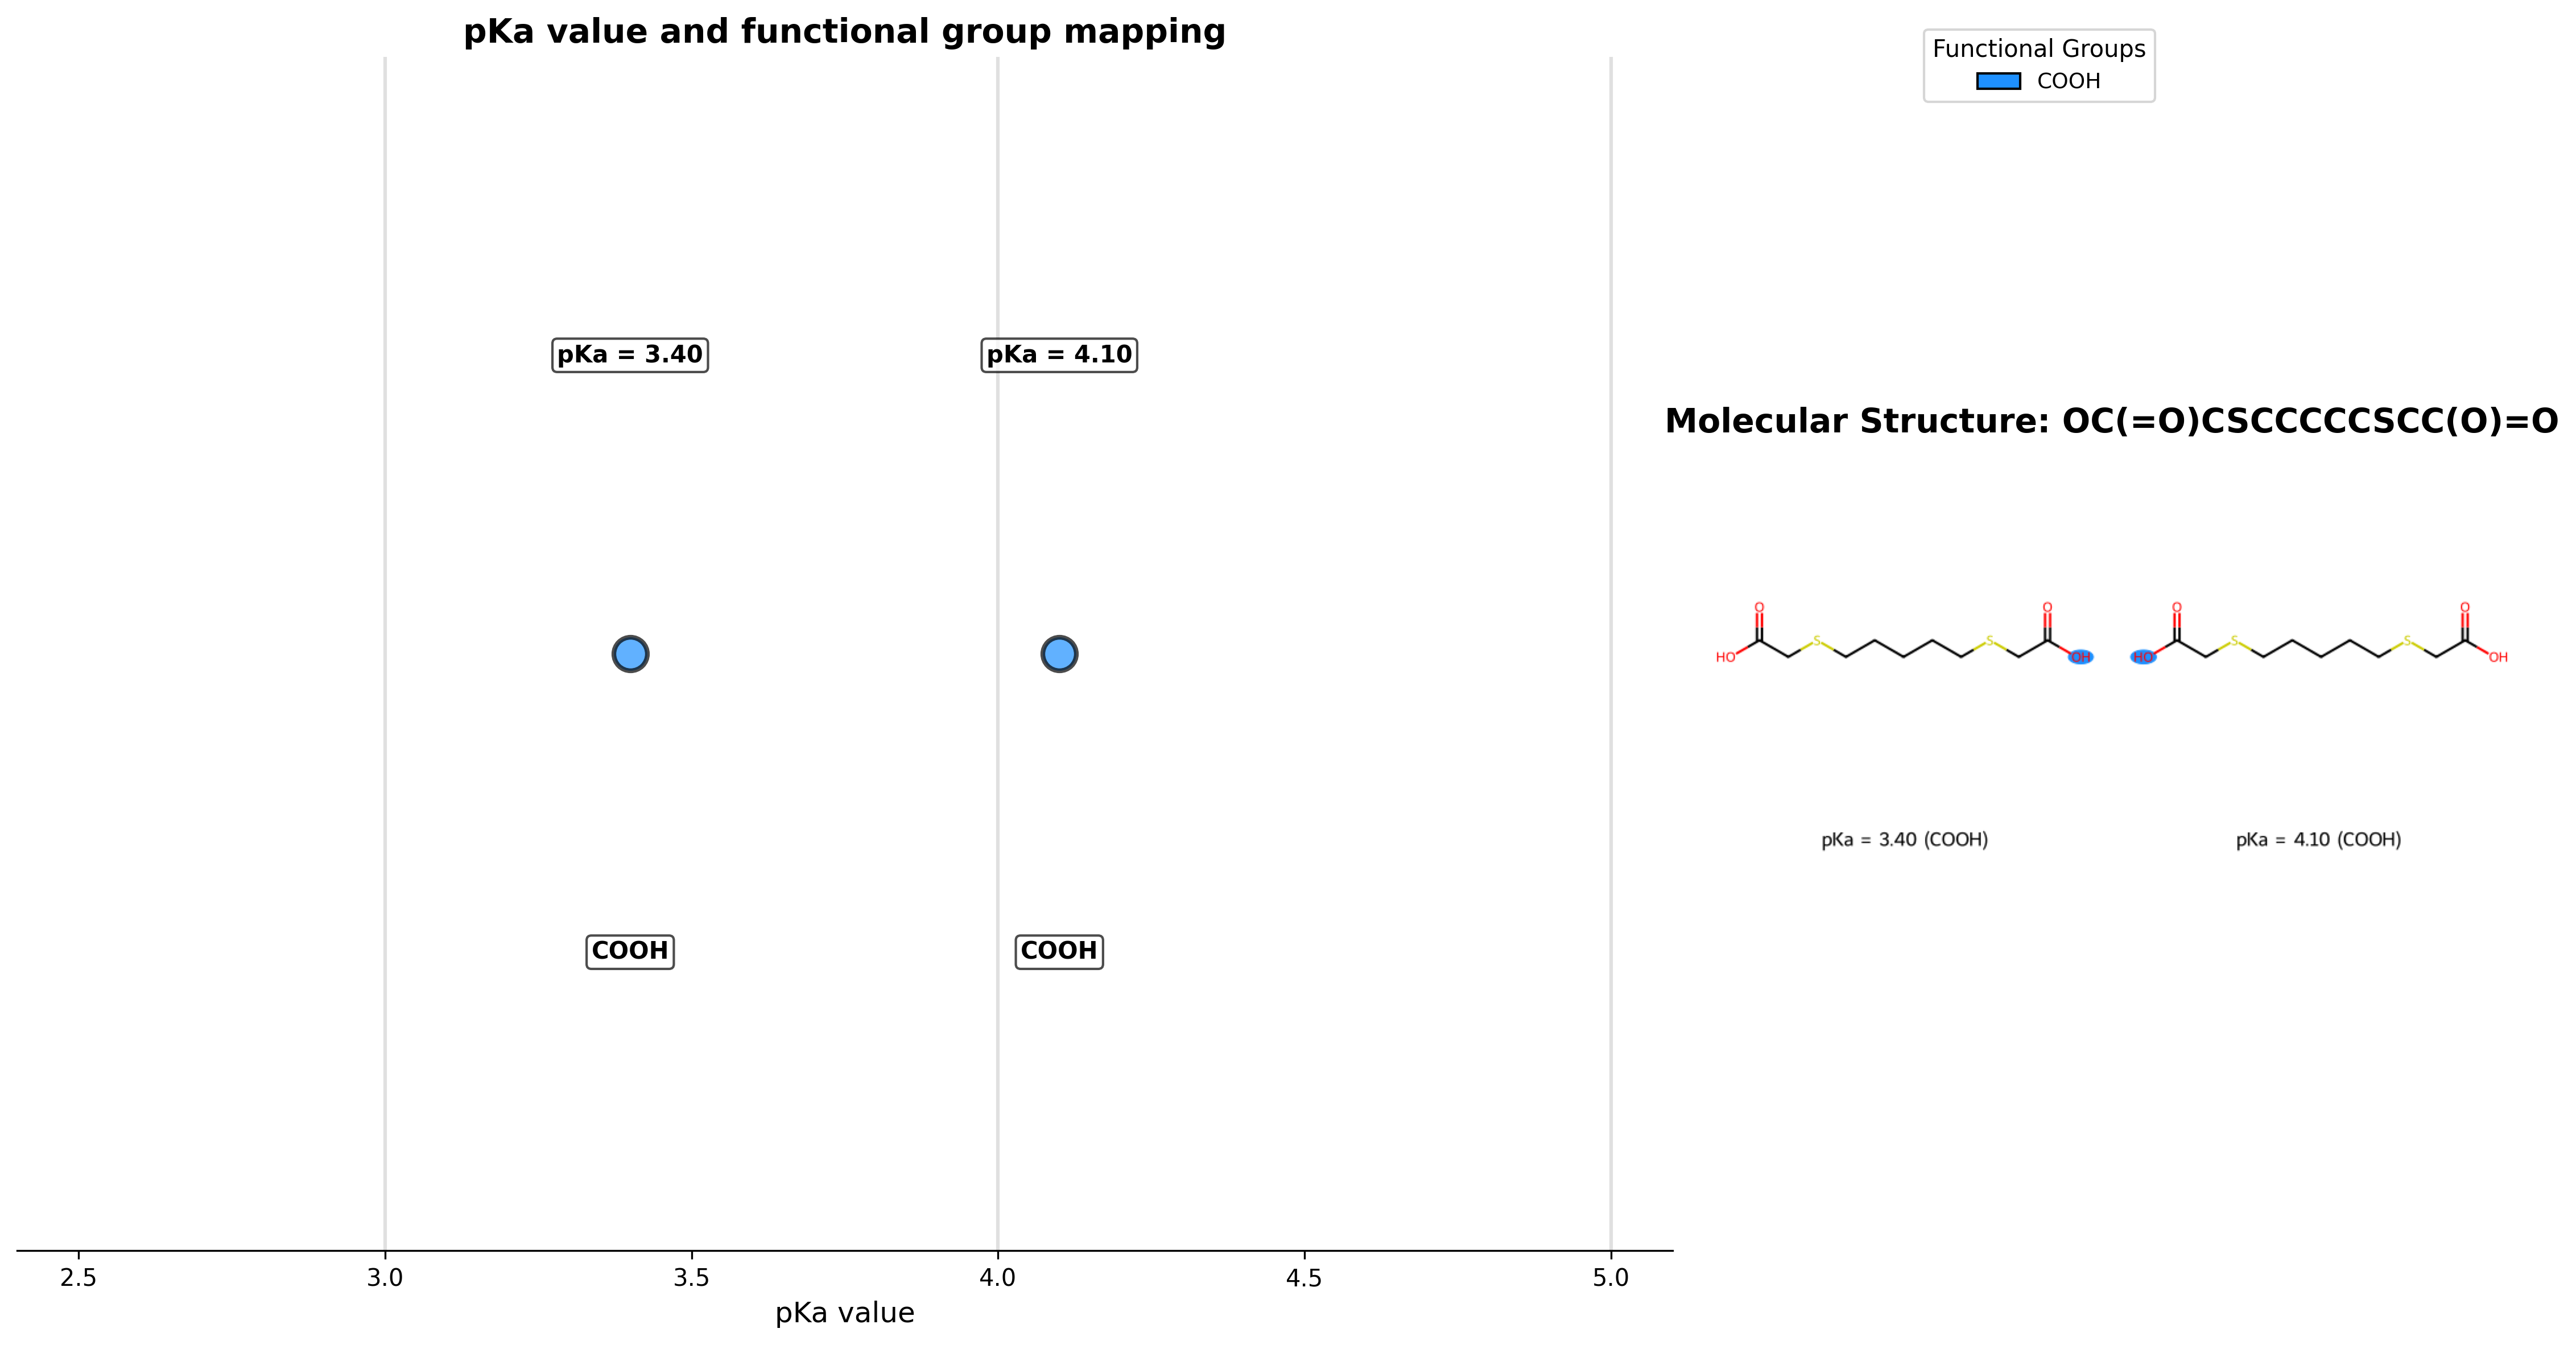 pKa value and functional group mapping
Functional Groups
COOH
pKa = 3.40
pKa = 4.10
COOH
COOH
2.5
3.0
3.5
4.0
4.5
5.0
pKa value
Molecular Structure: OC(=O)CSCCCCCSCC(O)=O
O
O
HO
S
S
OH
O
O
HO
S
S
OH
pKa = 3.40 (COOH)
pKa = 4.10 (COOH)